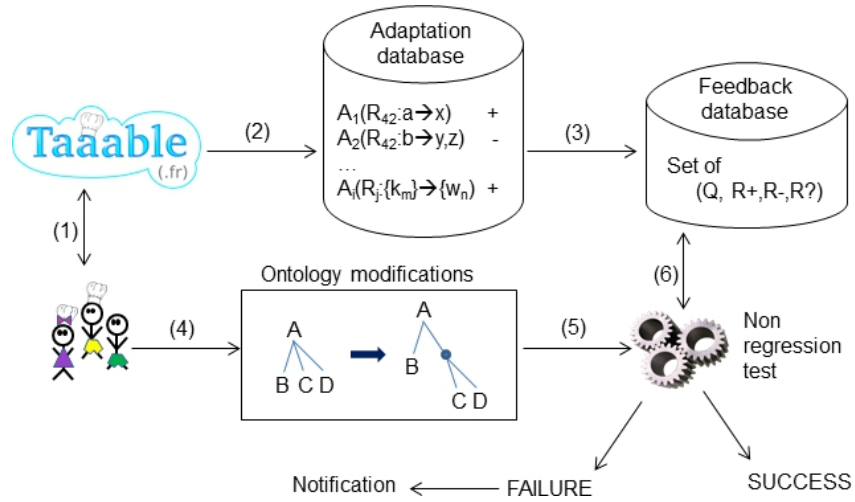 Adaptation
database
A₁(R₄₂:a→x) +
A₂(R₄₂:b→y,z) -
...
Aᵢ(Rⱼ:{kₘ}→{wₙ) +
Feedback
database
Set of
(Q, R+,R-,R?)
Taaable
(.fr)
(2)
(3)
(1)
(6)
Ontology modifications
(4)
A
B C D
A
B
C D
(5)
Non
regression
test
Notification
FAILURE
SUCCESS